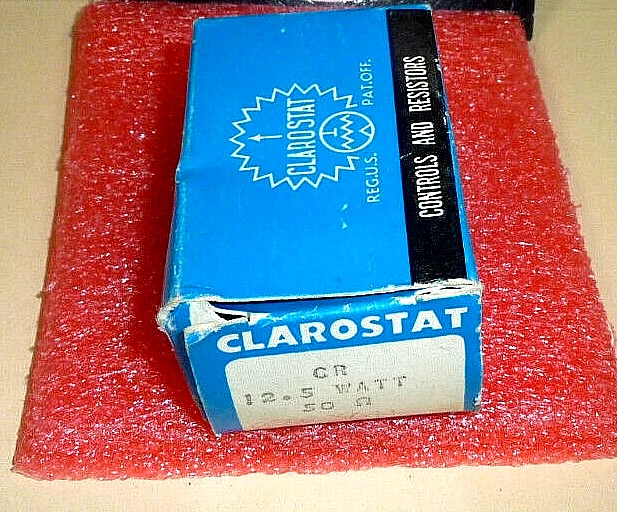 CLAROSTAT
REG.U.S. PAT.OFF.
CONTROLS AND RESISTORS
CLAROSTAT
CR
12.5 WATT
50 Ω